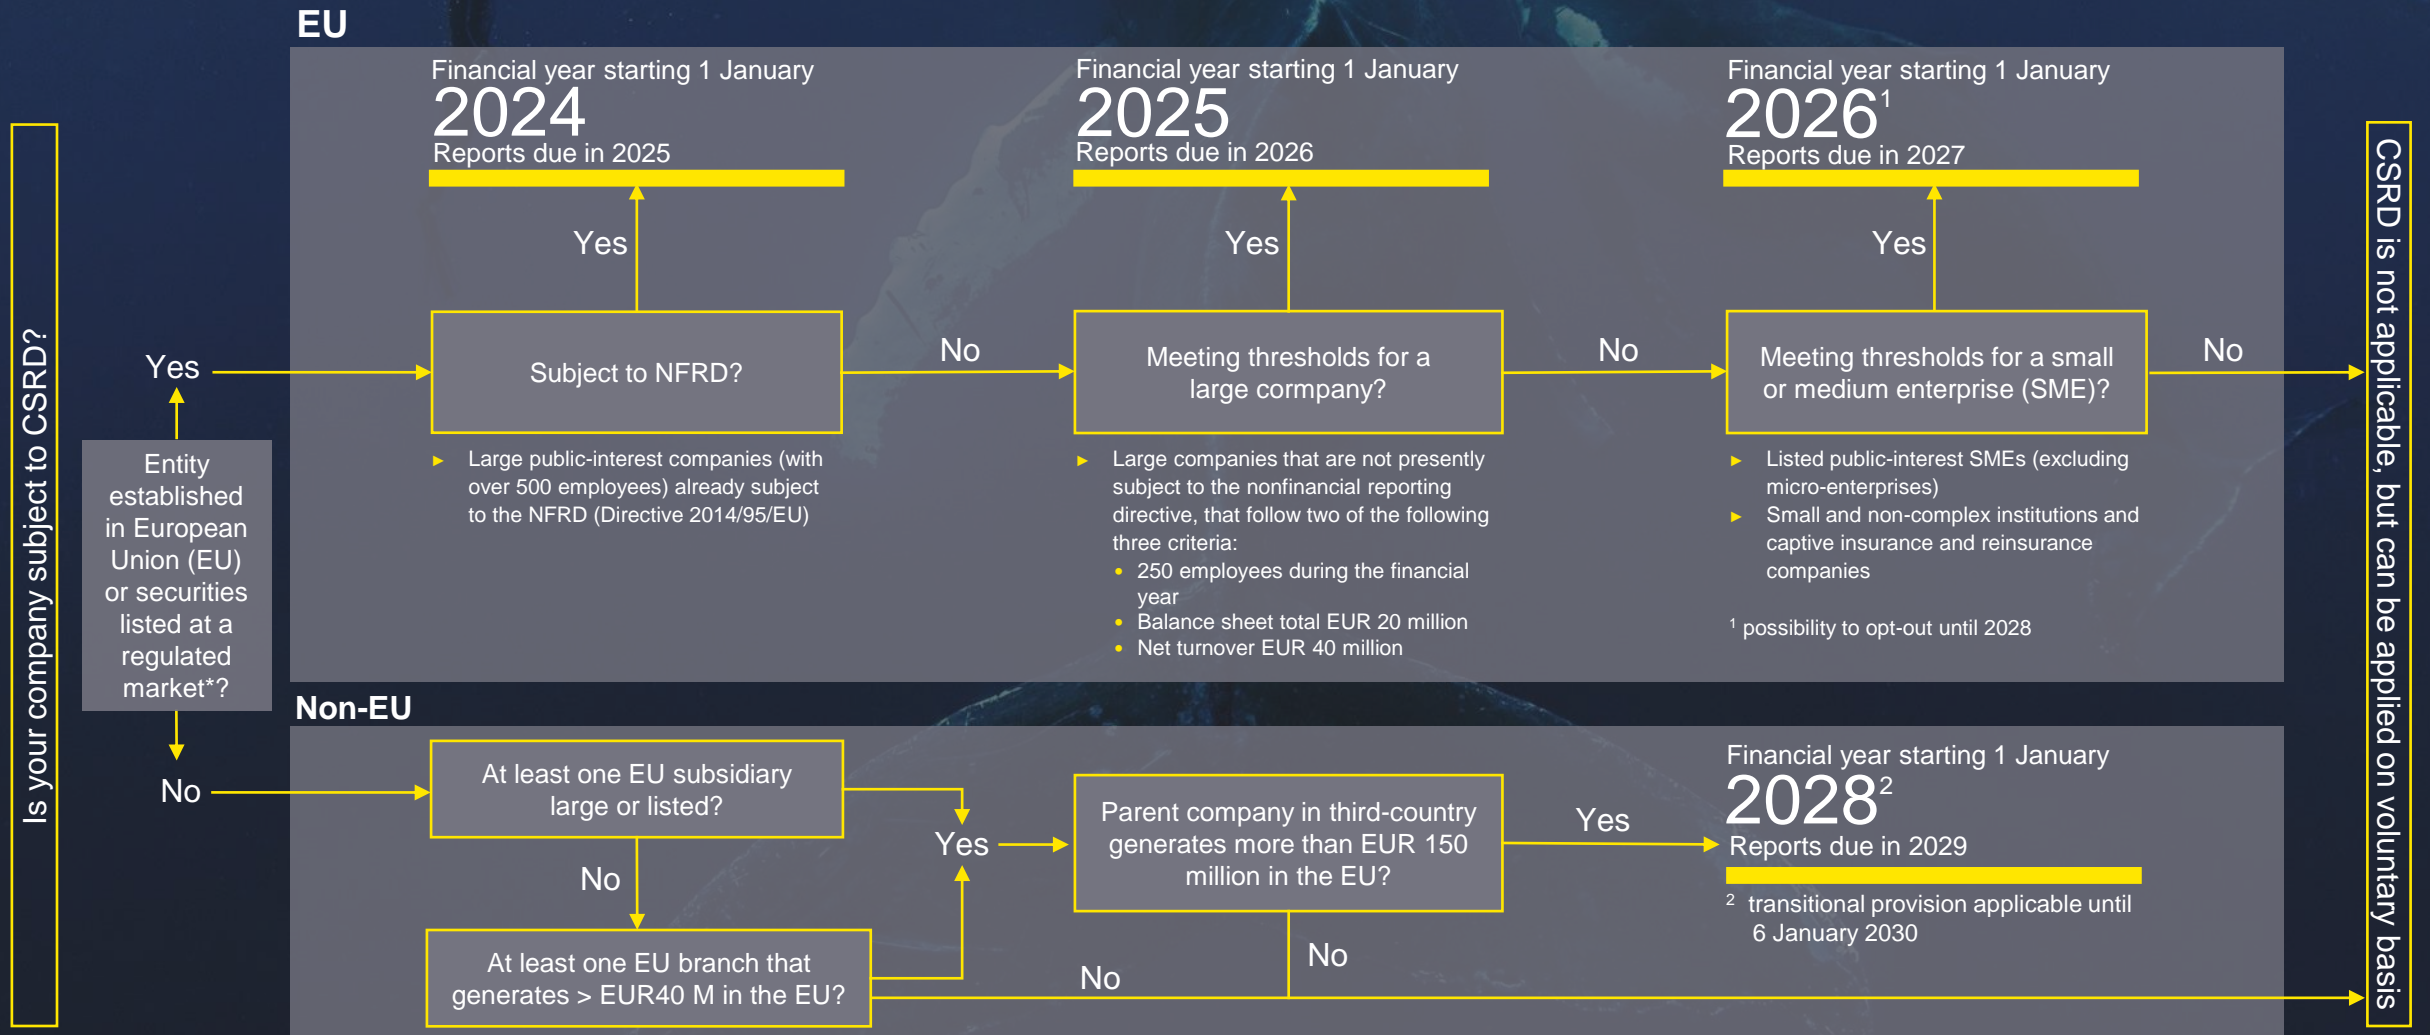 Is your company subject to CSRD?
Entity
established
in European
Union (EU)
or securities
listed at a
regulated
market*?
Yes
No
EU
Financial year starting 1 January
2024
Reports due in 2025
Yes
Subject to NFRD?
► Large public-interest companies (with
over 500 employees) already subject
to the NFRD (Directive 2014/95/EU)
No
Financial year starting 1 January
2025
Reports due in 2026
Yes
Meeting thresholds for a
large cormpany?
► Large companies that are not presently
subject to the nonfinancial reporting
directive, that follow two of the following
three criteria:
• 250 employees during the financial
year
• Balance sheet total EUR 20 million
• Net turnover EUR 40 million
No
Financial year starting 1 January
2026¹
Reports due in 2027
Yes
Meeting thresholds for a small
or medium enterprise (SME)?
► Listed public-interest SMEs (excluding
micro-enterprises)
► Small and non-complex institutions and
captive insurance and reinsurance
companies
¹ possibility to opt-out until 2028
No
Non-EU
At least one EU subsidiary
large or listed?
No
At least one EU branch that
generates > EUR40 M in the EU?
Yes
No
Parent company in third-country
generates more than EUR 150
million in the EU?
No
Yes
Financial year starting 1 January
2028²
Reports due in 2029
² transitional provision applicable until
6 January 2030
CSRD is not applicable, but can be applied on voluntary basis